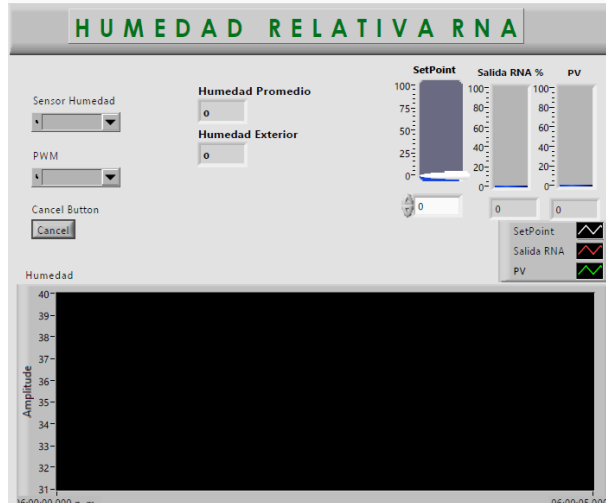 HUMEDAD RELATIVA RNA
Sensor Humedad
PWM
Cancel Button
Cancel
Humedad Promedio
0
Humedad Exterior
0
SetPoint
100
75
50
25
0
0
Salida RNA %
100
80
60
40
20
0
0
PV
100
80
60
40
20
0
0
SetPoint
Salida RNA
PV
Humedad
Amplitude
40
39
38
37
36
35
34
33
32
31